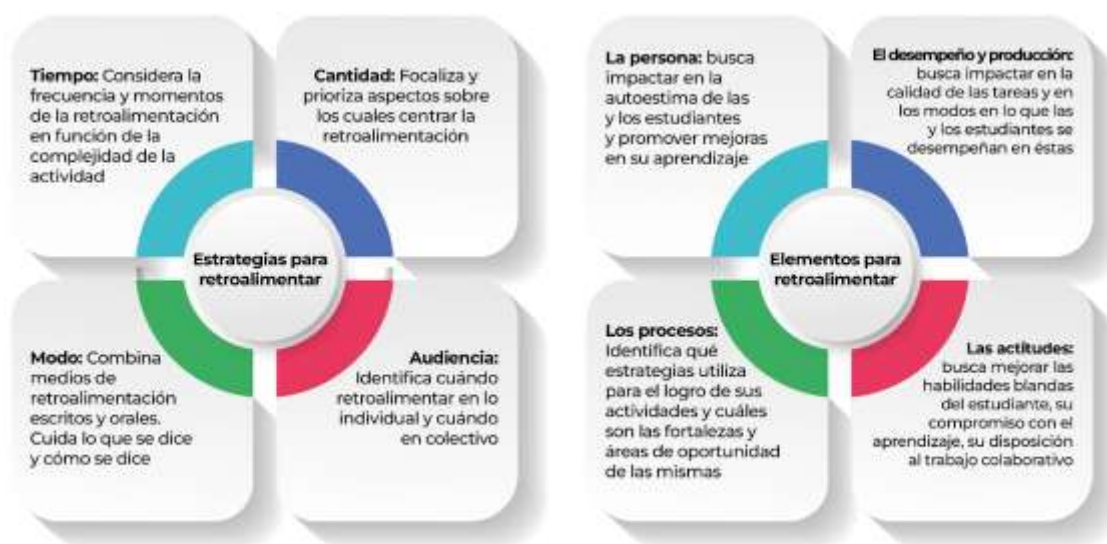 Tiempo: Considera la
frecuencia y momentos
de la retroalimentación
en función de la
complejidad de la
actividad
Cantidad: Focaliza y
prioriza aspectos sobre
los cuales centrar la
retroalimentación
Estrategias para
retroalimentar
Modo: Combina
medios de
retroalimentación
escritos y orales.
Cuida lo que se dice
y cómo se dice
Audiencia:
Identifica cuándo
retroalimentar en lo
individual y cuándo
en colectivo
La persona: busca
impactar en la
autoestima de las
y los estudiantes
y promover mejoras
en su aprendizaje
El desempeño y producción:
busca impactar en la
calidad de las tareas y en
los modos en lo que las
y los estudiantes se
desempeñan en éstas
Elementos para
retroalimentar
Los procesos:
Identifica qué
estrategias utiliza
para el logro de sus
actividades y cuáles
son las fortalezas y
áreas de oportunidad
de las mismas
Las actitudes:
busca mejorar las
habilidades blandas
del estudiante, su
compromiso con el
aprendizaje, su disposición
al trabajo colaborativo